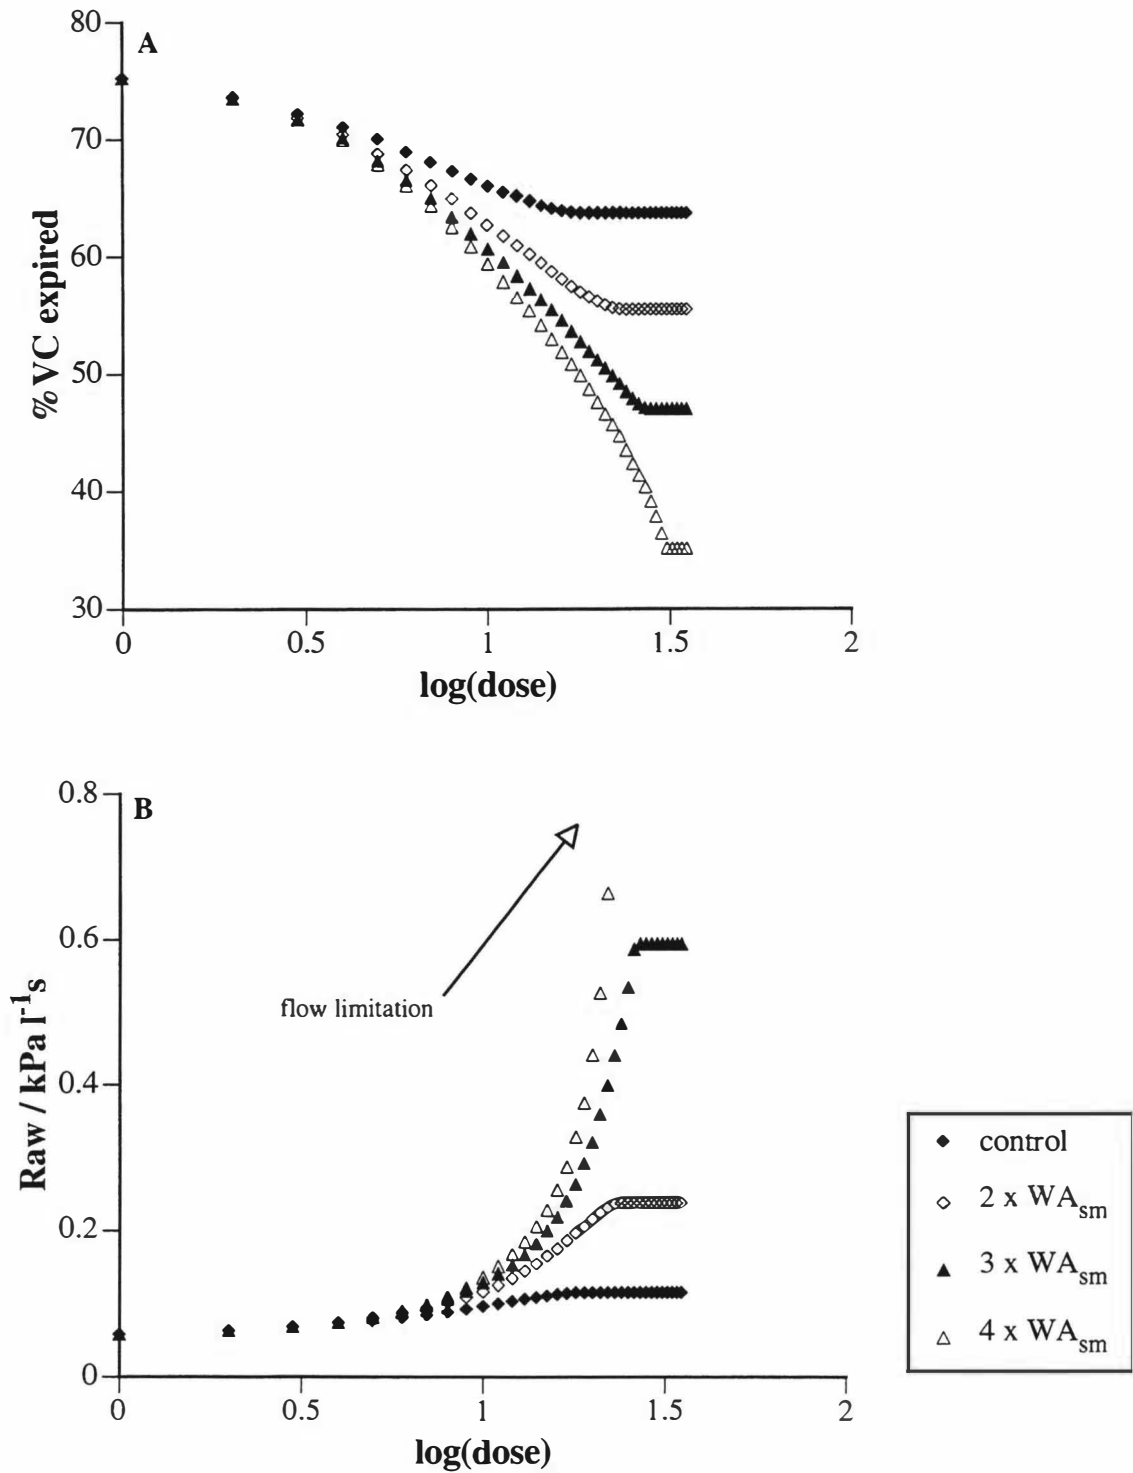 80
A
70
60
50
40
30
% VC expired
0
0.5
1
1.5
2
log(dose)
0.8
B
0.6
0.4
0.2
0
flow limitation
Raw / kPa l⁻¹s
0
0.5
1
1.5
2
log(dose)
control
2 x WAsm
3 x WAsm
4 x WAsm